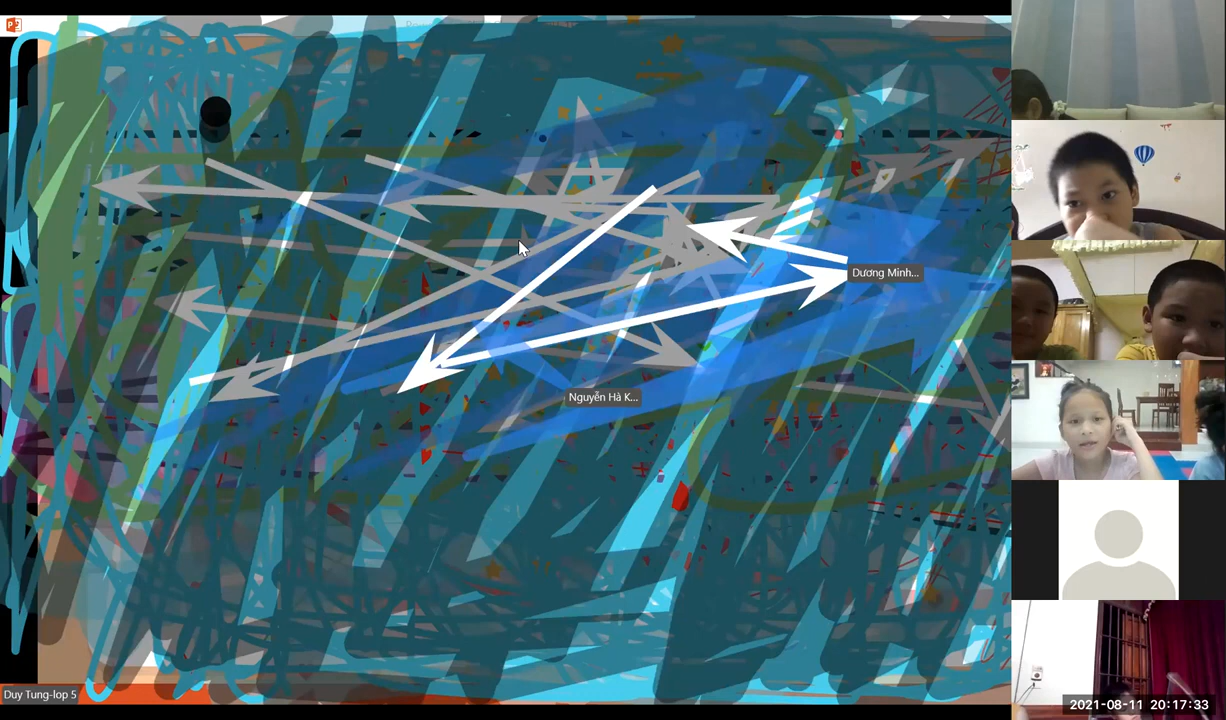 Dương Minh...
Nguyễn Hà K...
Duy Tung-lop 5
2021-08-11 20:17:33